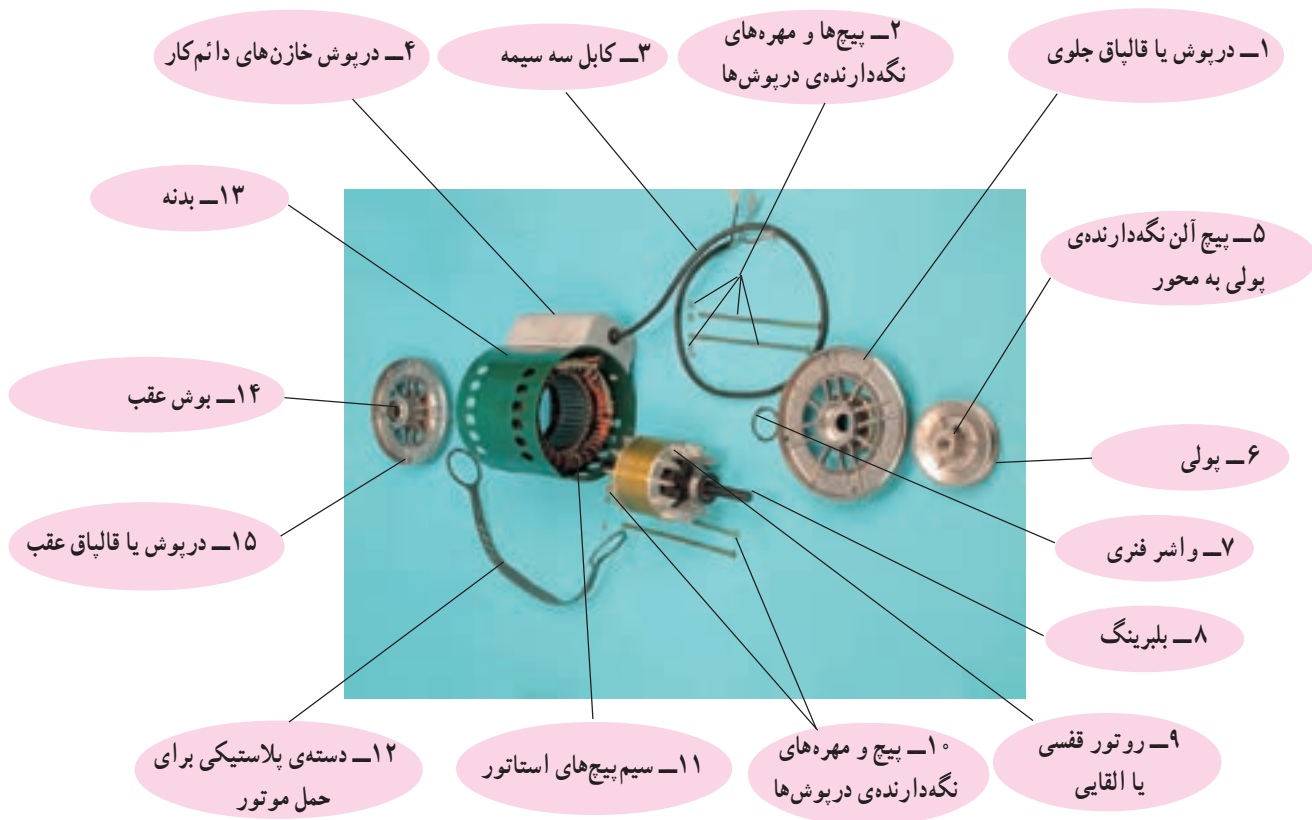 ۱ــ درپوش یا قالپاق جلوی
۲ــ پیچ‌ها و مهره‌های
نگه‌دارنده‌ی درپوش‌ها
۳ــ کابل سه سیمه
۴ــ درپوش خازن‌های دائم‌کار
۵ــ پیچ آلن نگه‌دارنده‌ی
پولی به محور
۶ــ پولی
۷ــ واشر فنری
۸ــ بلبرینگ
۹ــ روتور قفسی
یا القایی
۱۰ــ پیچ و مهره‌های
نگه‌دارنده‌ی درپوش‌ها
۱۱ــ سیم‌پیچ‌های استاتور
۱۲ــ دسته‌ی پلاستیکی برای
حمل موتور
۱۳ــ بدنه
۱۴ــ بوش عقب
۱۵ــ درپوش یا قالپاق عقب